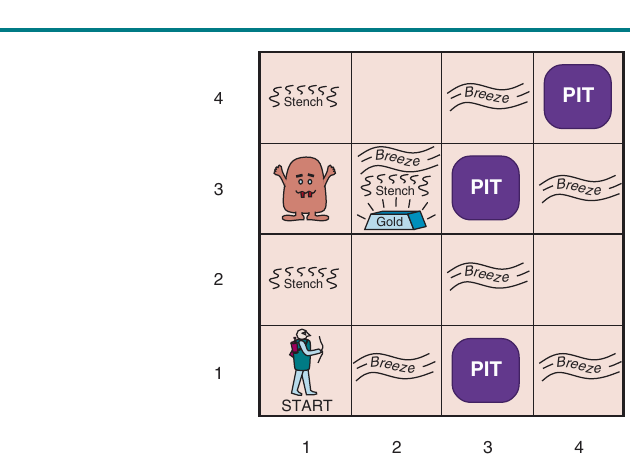 4
Stench
Breeze
PIT
3
Breeze
Stench
Gold
PIT
Breeze
2
Stench
Breeze
1
START
Breeze
PIT
Breeze
1 2 3 4